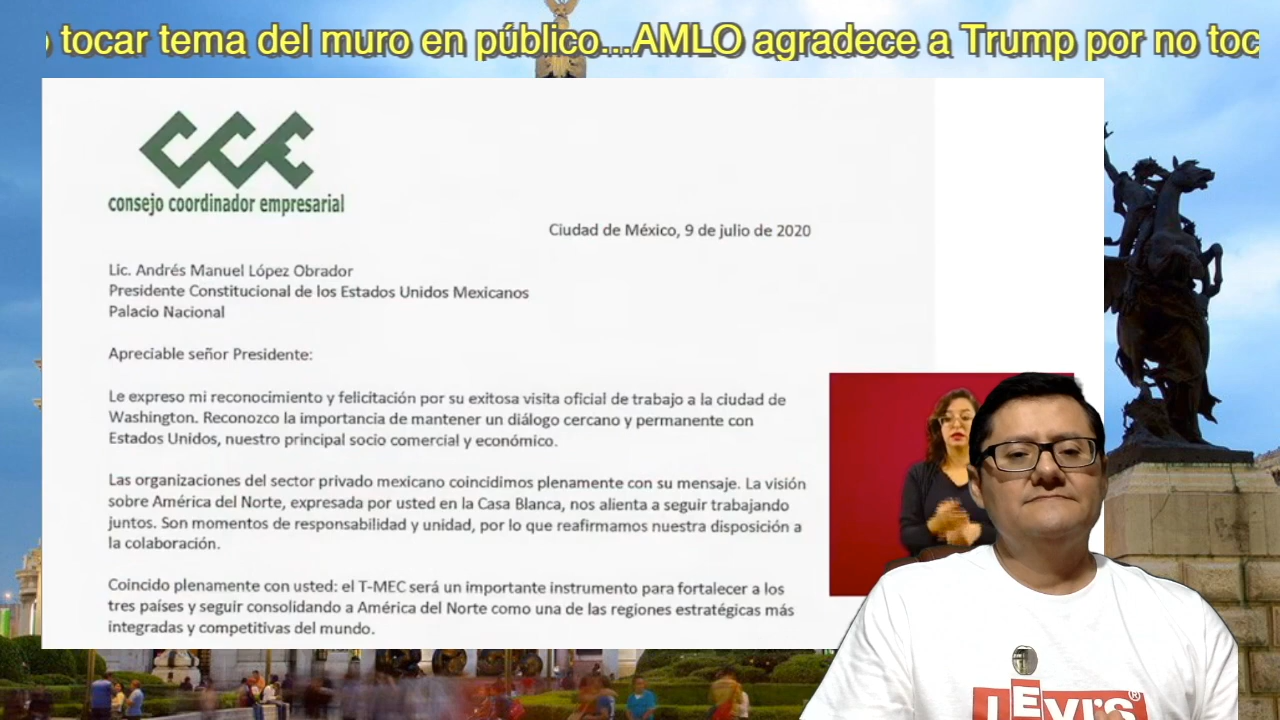 tocar tema del muro en público...AMLO agradece a Trump por no toc
CCE
consejo coordinador empresarial
Ciudad de México, 9 de julio de 2020
Lic. Andrés Manuel López Obrador
Presidente Constitucional de los Estados Unidos Mexicanos
Palacio Nacional
Apreciable señor Presidente:
Le expreso mi reconocimiento y felicitación por su exitosa visita oficial de trabajo a la ciudad de
Washington. Reconozco la importancia de mantener un diálogo cercano y permanente con
Estados Unidos, nuestro principal socio comercial y económico.
Las organizaciones del sector privado mexicano coincidimos plenamente con su mensaje. La visión
sobre América del Norte, expresada por usted en la Casa Blanca, nos alienta a seguir trabajando
juntos. Son momentos de responsabilidad y unidad, por lo que reafirmamos nuestra disposición a
la colaboración.
Coincido plenamente con usted: el T-MEC será un importante instrumento para fortalecer a los
tres países y seguir consolidando a América del Norte como una de las regiones estratégicas más
integradas y competitivas del mundo.
LEVI'S®